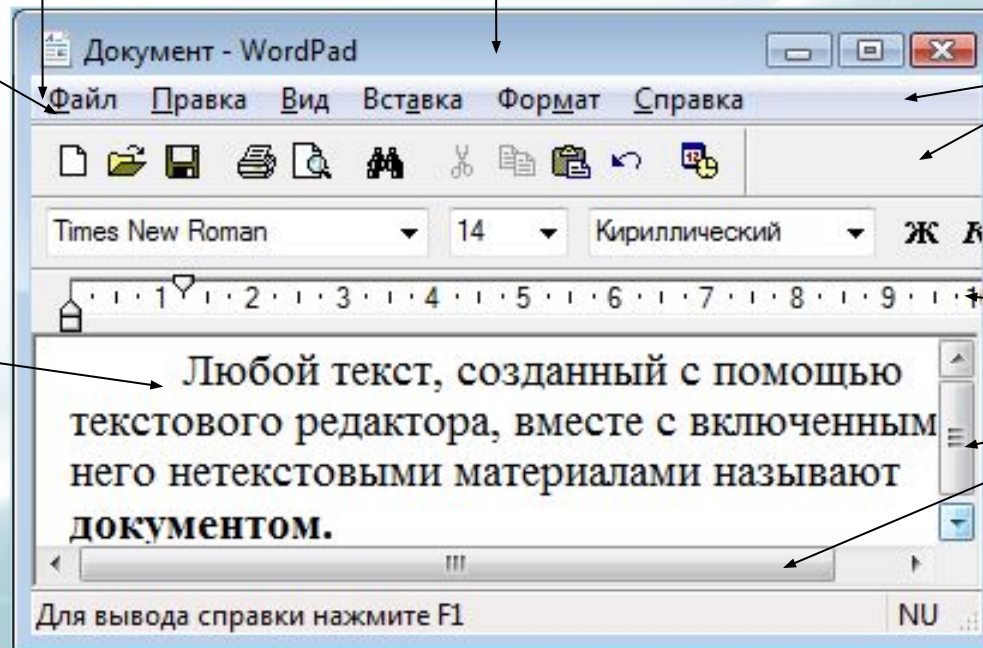 Документ - WordPad
Файл Правка Вид Вставка Формат Справка
Times New Roman 14 Кириллический Ж
1 2 3 4 5 6 7 8 9
Любой текст, созданный с помощью
текстового редактора, вместе с включенным
него нетекстовыми материалами называют
документом.
Для вывода справки нажмите F1 NU